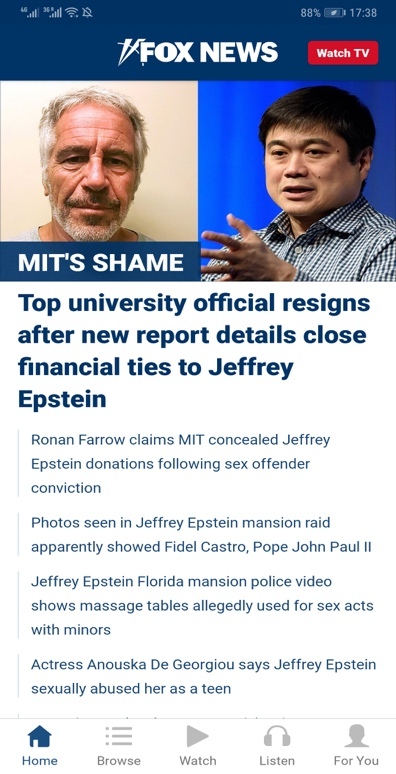 4G 3G 88% 17:38
FOX NEWS
Watch TV
MIT'S SHAME
Top university official resigns
after new report details close
financial ties to Jeffrey
Epstein
Ronan Farrow claims MIT concealed Jeffrey
Epstein donations following sex offender
conviction
Photos seen in Jeffrey Epstein mansion raid
apparently showed Fidel Castro, Pope John Paul II
Jeffrey Epstein Florida mansion police video
shows massage tables allegedly used for sex acts
with minors
Actress Anouska De Georgiou says Jeffrey Epstein
sexually abused her as a teen
Home Browse Watch Listen For You